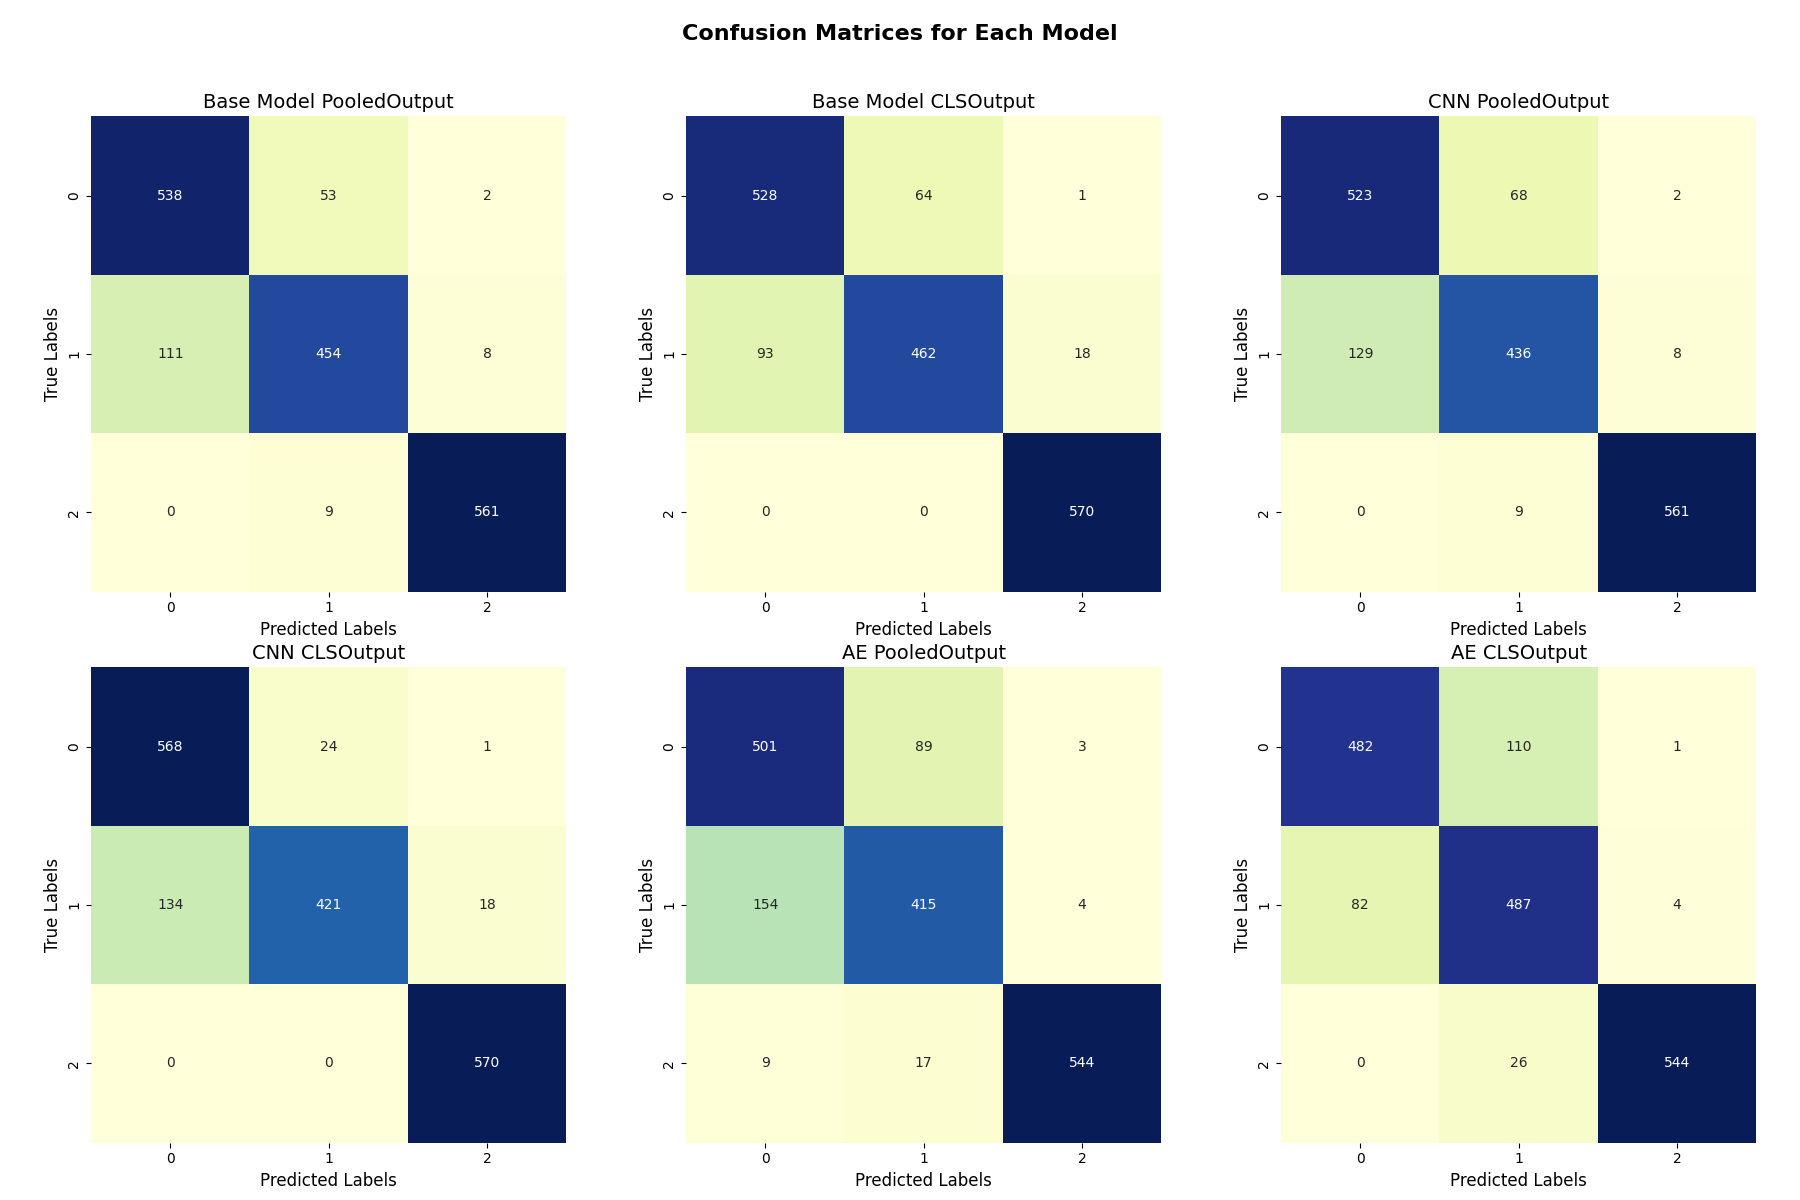 Confusion Matrices for Each Model
Base Model PooledOutput
0 538 53 2
1 111 454 8
2 0 9 561
True Labels
0 1 2
Predicted Labels
Base Model CLSOutput
0 528 64 1
1 93 462 18
2 0 0 570
True Labels
0 1 2
Predicted Labels
CNN PooledOutput
0 523 68 2
1 129 436 8
2 0 9 561
True Labels
0 1 2
Predicted Labels
CNN CLSOutput
0 568 24 1
1 134 421 18
2 0 0 570
True Labels
0 1 2
Predicted Labels
AE PooledOutput
0 501 89 3
1 154 415 4
2 9 17 544
True Labels
0 1 2
Predicted Labels
AE CLSOutput
0 482 110 1
1 82 487 4
2 0 26 544
True Labels
0 1 2
Predicted Labels